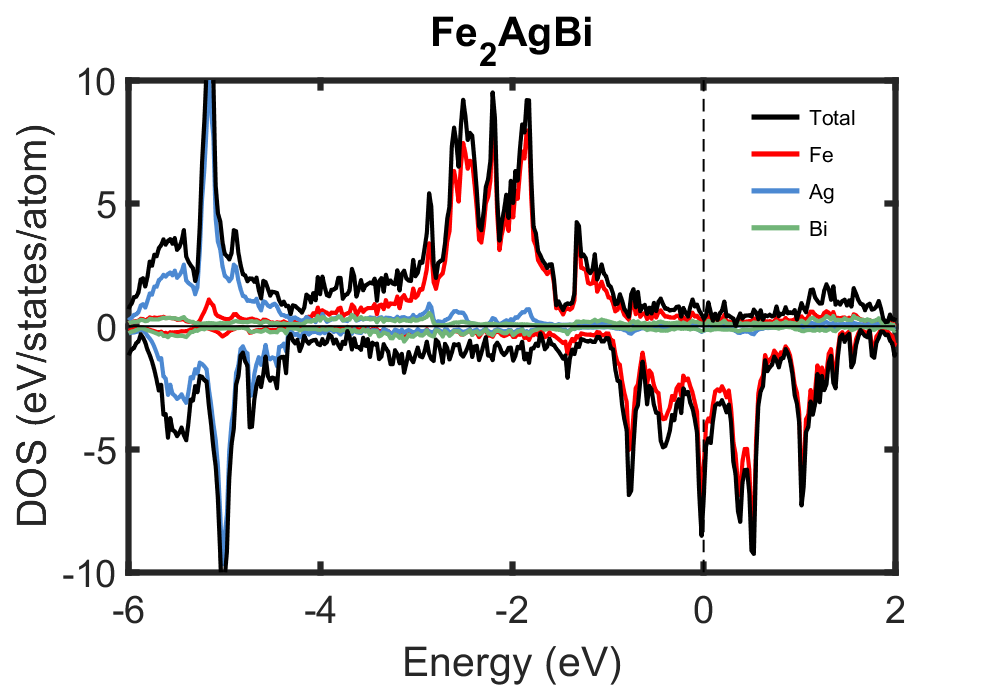 Fe2AgBi
10
5
0
-5
-10
DOS (eV/states/atom)
Total
Fe
Ag
Bi
-6
-4
-2
0
2
Energy (eV)